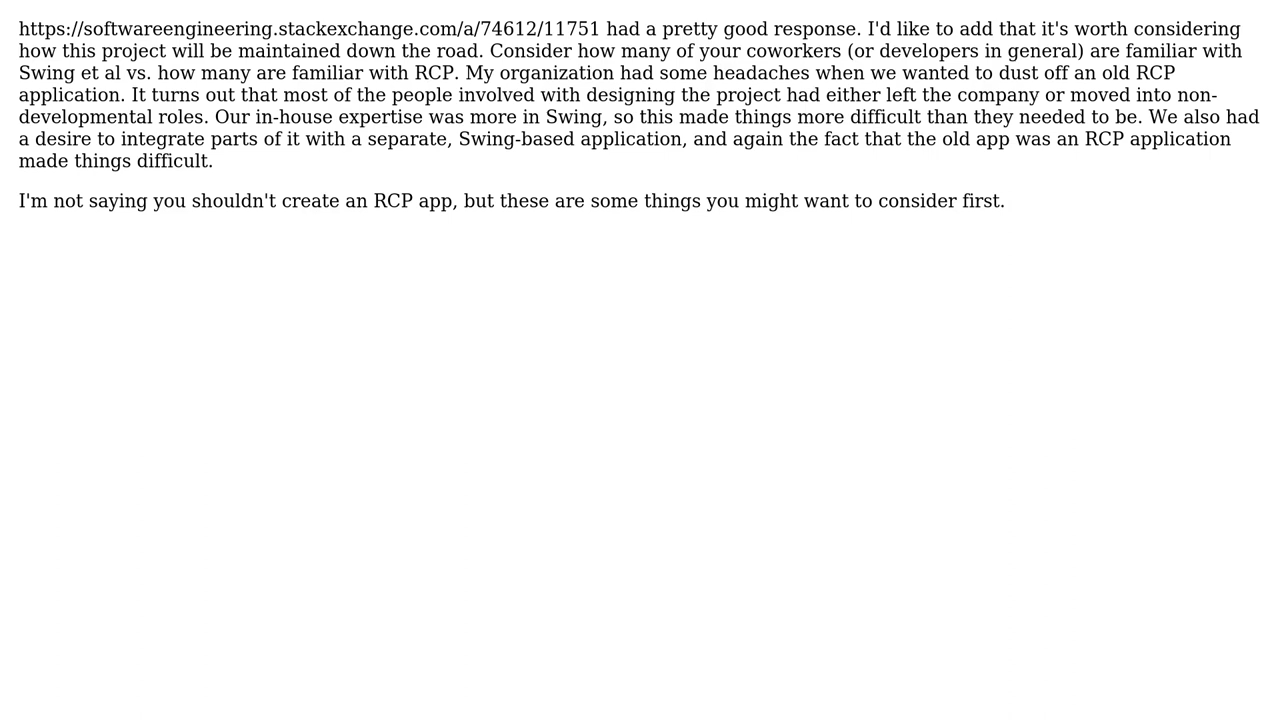 https://softwareengineering.stackexchange.com/a/74612/11751 had a pretty good response. I'd like to add that it's worth considering
how this project will be maintained down the road. Consider how many of your coworkers (or developers in general) are familiar with
Swing et al vs. how many are familiar with RCP. My organization had some headaches when we wanted to dust off an old RCP
application. It turns out that most of the people involved with designing the project had either left the company or moved into non-
developmental roles. Our in-house expertise was more in Swing, so this made things more difficult than they needed to be. We also had
a desire to integrate parts of it with a separate, Swing-based application, and again the fact that the old app was an RCP application
made things difficult.
I'm not saying you shouldn't create an RCP app, but these are some things you might want to consider first.